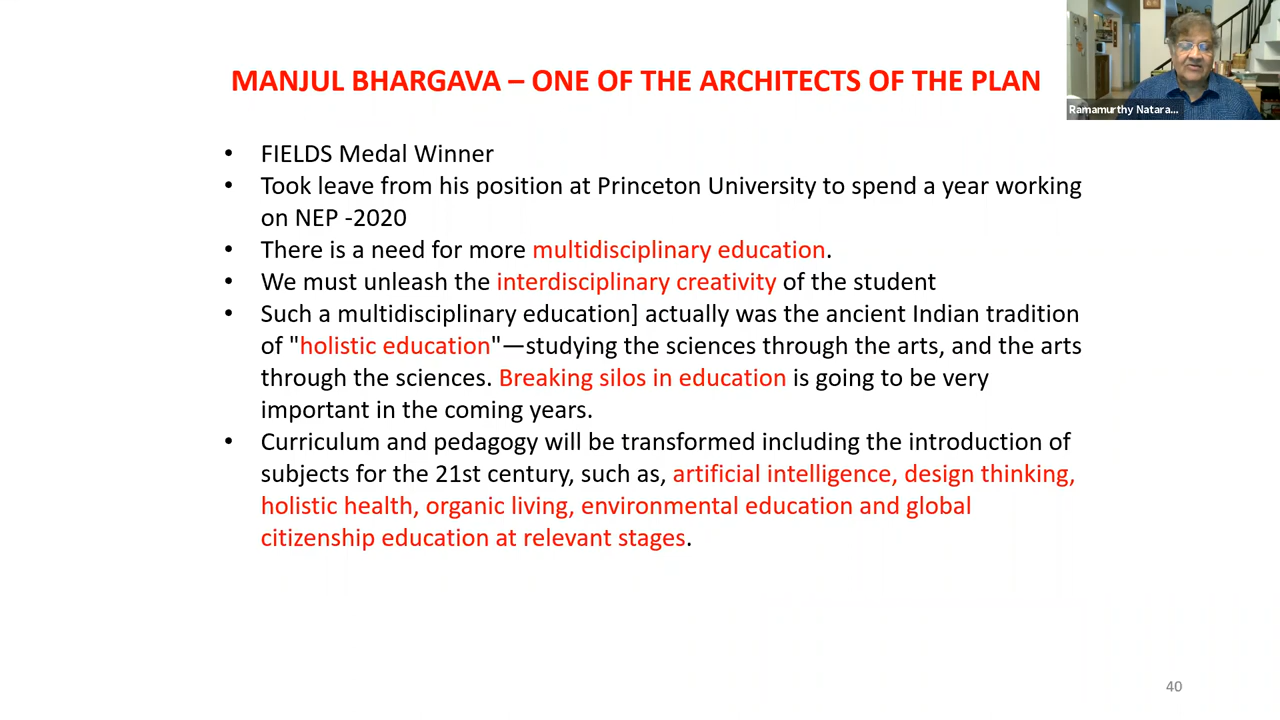 MANJUL BHARGAVA – ONE OF THE ARCHITECTS OF THE PLAN
Ramamurthy Natara...
• FIELDS Medal Winner
• Took leave from his position at Princeton University to spend a year working
on NEP -2020
• There is a need for more multidisciplinary education.
• We must unleash the interdisciplinary creativity of the student
• Such a multidisciplinary education] actually was the ancient Indian tradition
of "holistic education"—studying the sciences through the arts, and the arts
through the sciences. Breaking silos in education is going to be very
important in the coming years.
• Curriculum and pedagogy will be transformed including the introduction of
subjects for the 21st century, such as, artificial intelligence, design thinking,
holistic health, organic living, environmental education and global
citizenship education at relevant stages.
40